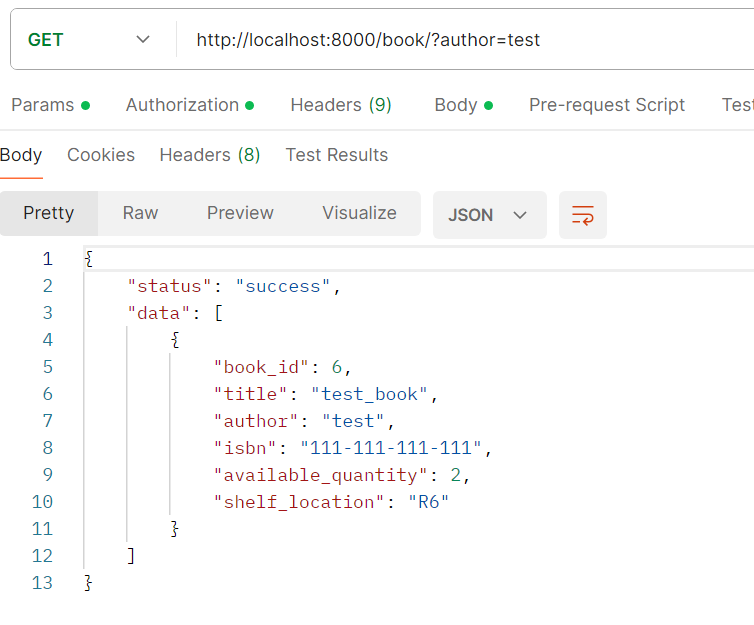 GET http://localhost:8000/book/?author=test
Params Authorization Headers (9) Body Pre-request Script Test
Body Cookies Headers (8) Test Results
Pretty Raw Preview Visualize JSON
1 {
2 "status": "success",
3 "data": [
4 {
5 "book_id": 6,
6 "title": "test_book",
7 "author": "test",
8 "isbn": "111-111-111-111",
9 "available_quantity": 2,
10 "shelf_location": "R6"
11 }
12 ]
13 }